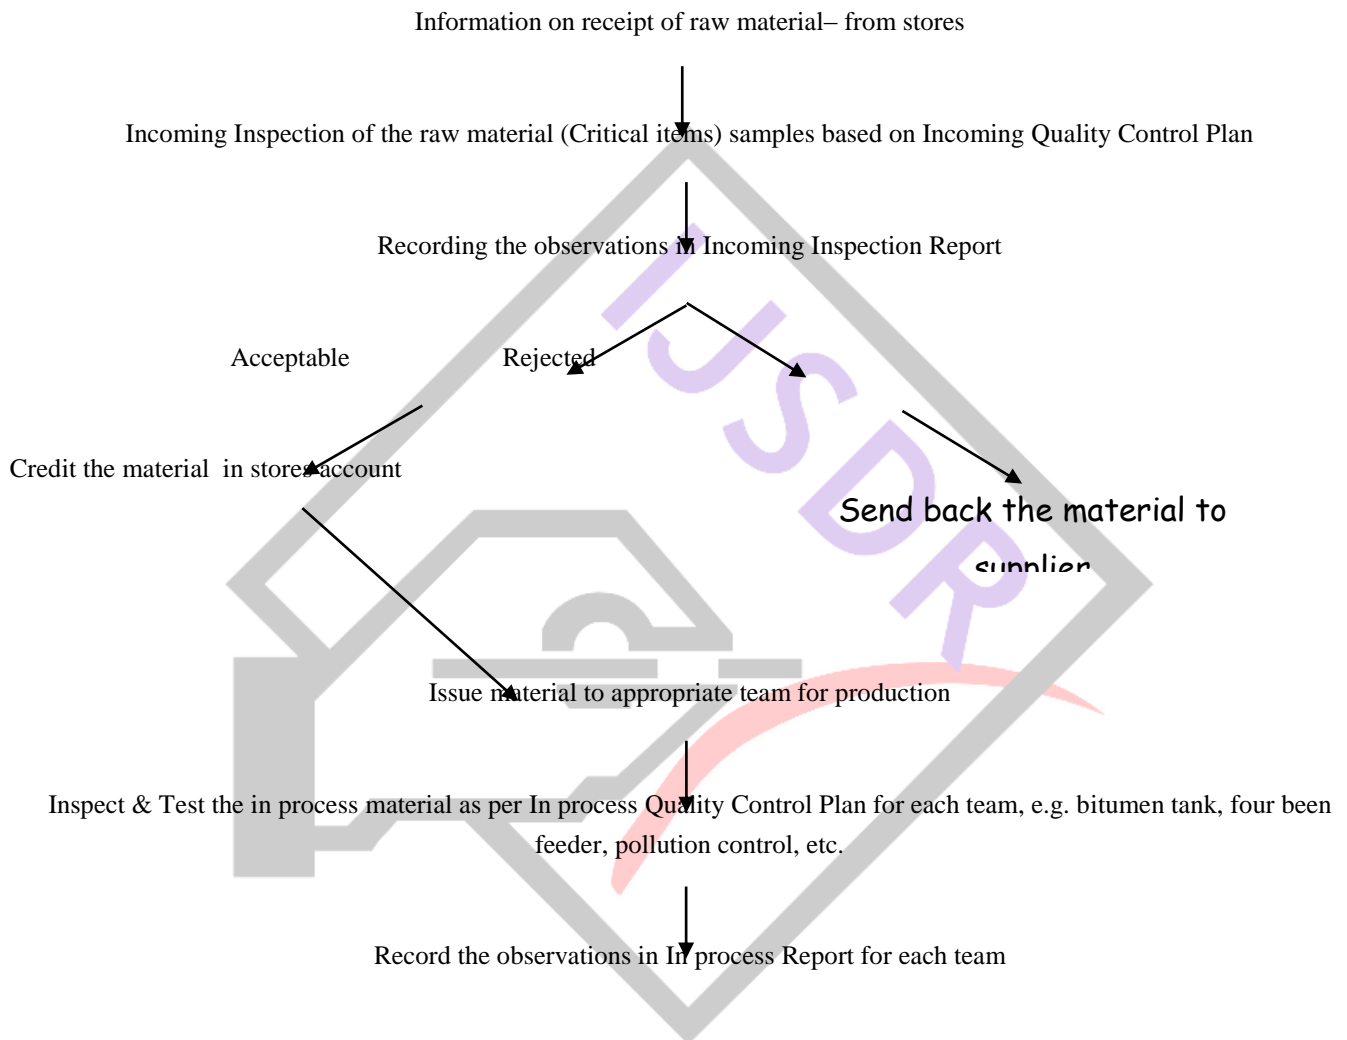 Information on receipt of raw material– from stores
Incoming Inspection of the raw material (Critical items) samples based on Incoming Quality Control Plan
Recording the observations in Incoming Inspection Report
Acceptable Rejected
Credit the material in stores account
Send back the material to
supplier
Issue material to appropriate team for production
Inspect & Test the in process material as per In process Quality Control Plan for each team, e.g. bitumen tank, four been
feeder, pollution control, etc.
Record the observations in In process Report for each team
IJSDR